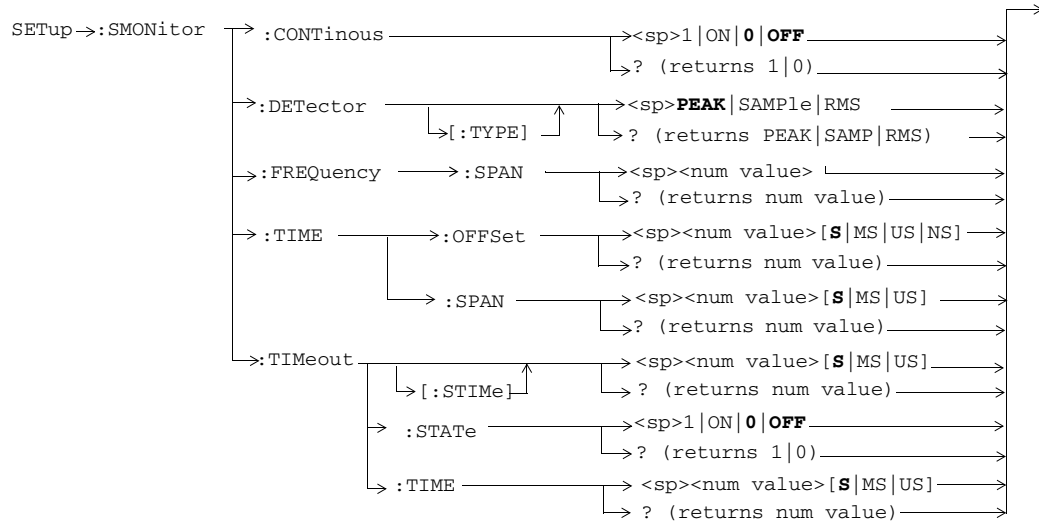 SETup :SMONitor :CONTinous <sp>1|ON|0|OFF
? (returns 1|0)
:DETector <sp>PEAK|SAMPle|RMS
[:TYPE] ? (returns PEAK|SAMP|RMS)
:FREQuency :SPAN <sp><num value>
? (returns num value)
:TIME :OFFSet <sp><num value>[S|MS|US|NS]
? (returns num value)
:SPAN <sp><num value>[S|MS|US]
? (returns num value)
:TIMeout <sp><num value>[S|MS|US]
[:STIMe] ? (returns num value)
:STATe <sp>1|ON|0|OFF
? (returns 1|0)
:TIME <sp><num value>[S|MS|US]
? (returns num value)